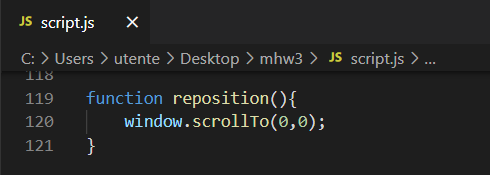 JS script.js ×
C: > Users > utente > Desktop > mhw3 > JS script.js > ...
118
119 function reposition(){
120 window.scrollTo(0,0);
121 }